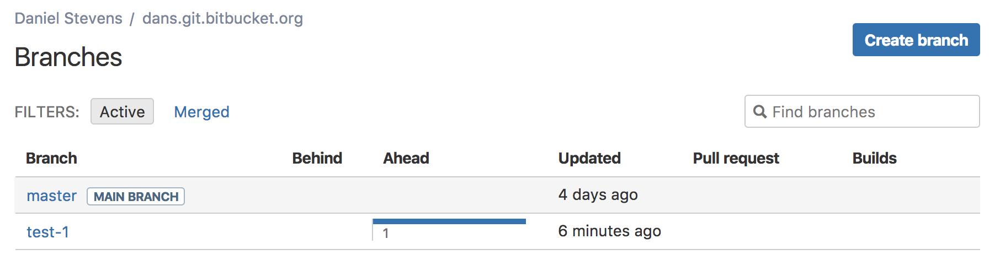 Daniel Stevens / dans.git.bitbucket.org
Create branch
Branches
FILTERS: Active Merged
Find branches
Branch Behind Ahead Updated Pull request Builds
master MAIN BRANCH 4 days ago
test-1 1 6 minutes ago